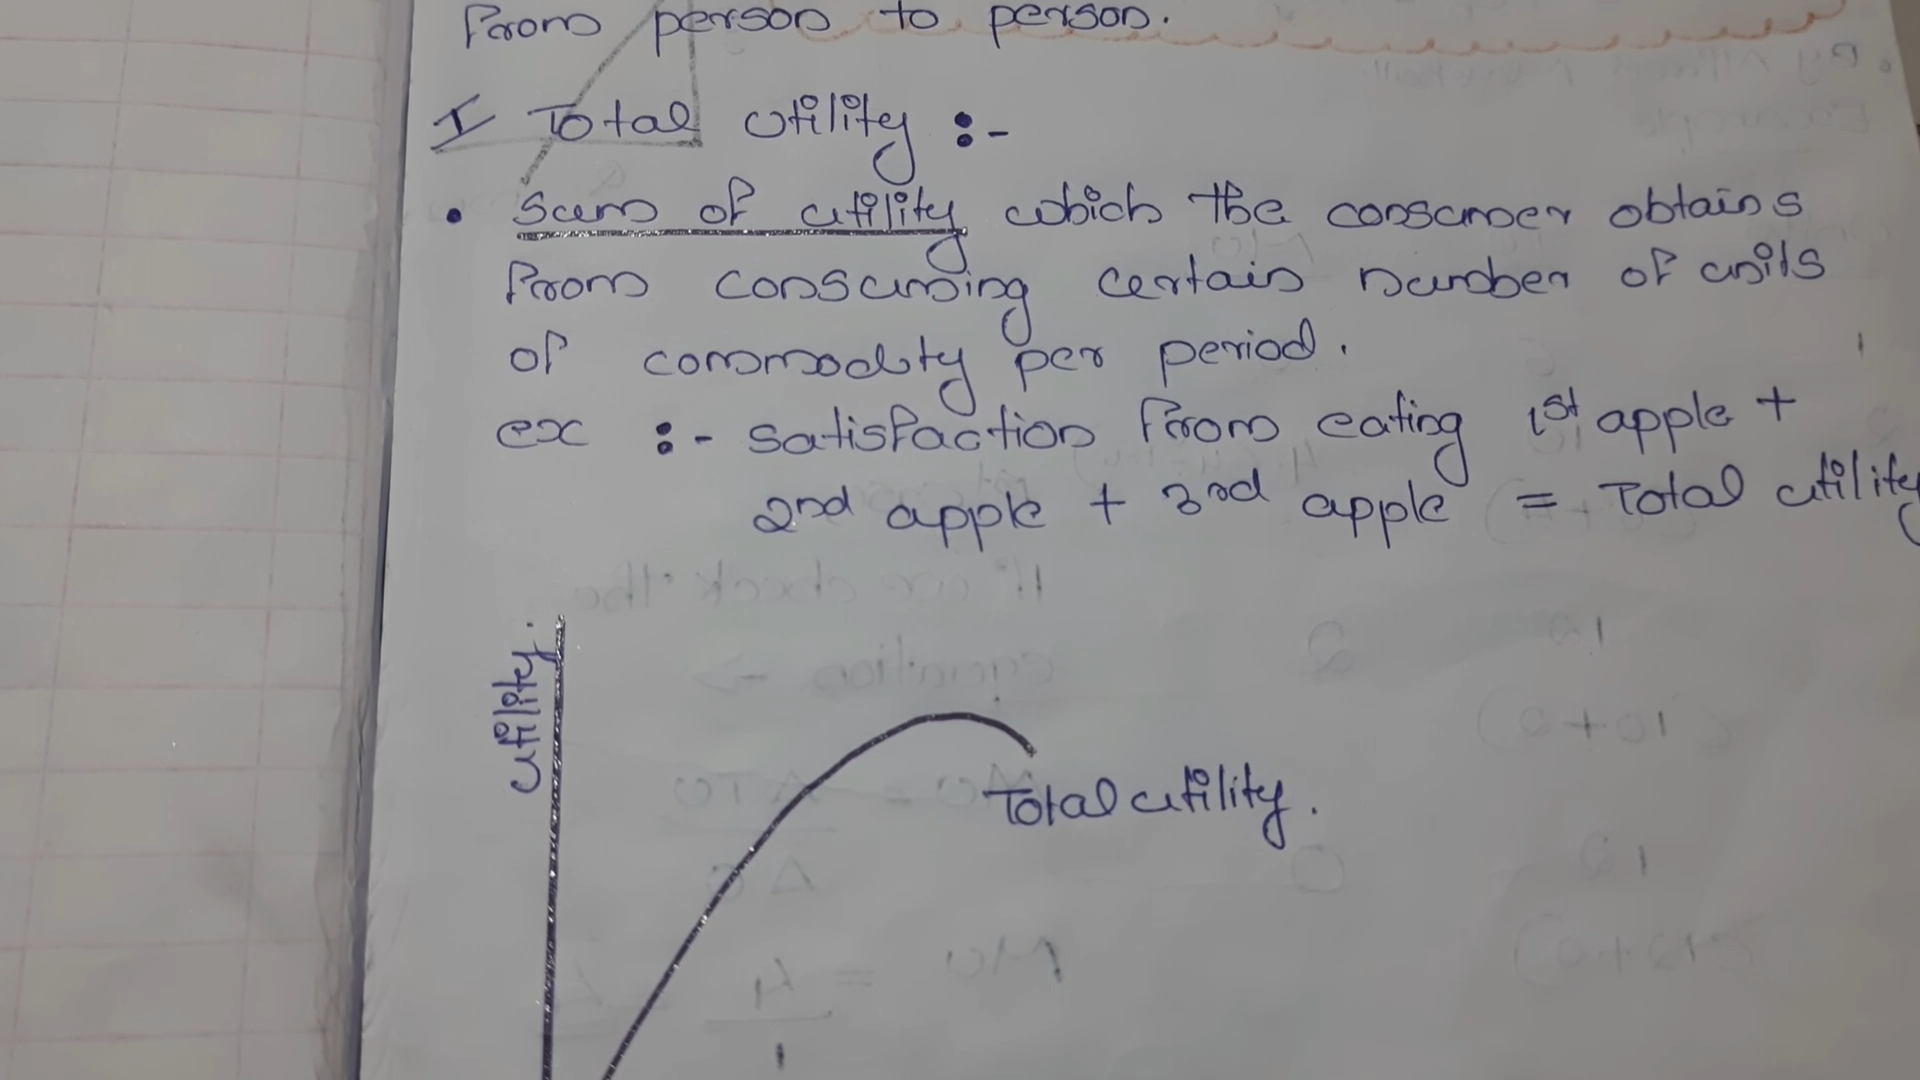 From person to person.
I Total utility :-
• Sum of utility which the consumer obtains
from consuming certain number of units
of commodity per period.
ex :- satisfaction from eating 1st apple +
2nd apple + 3rd apple = Total utility
utility.
Total utility.